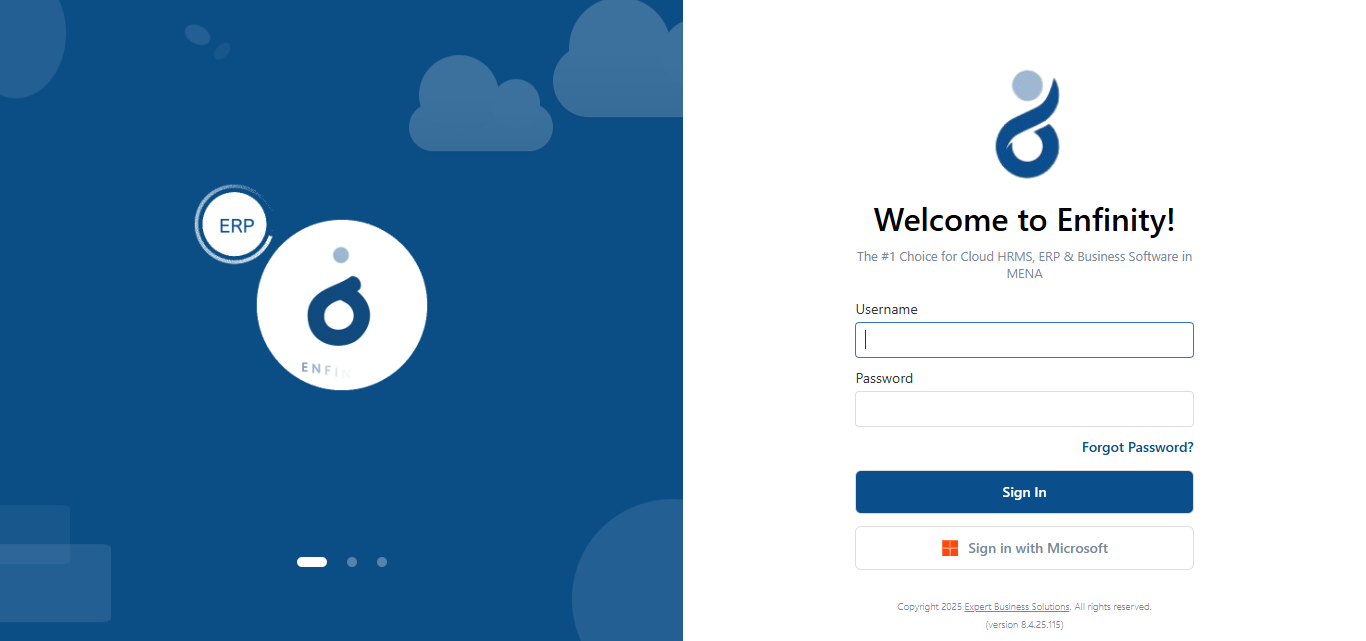 ERP
ENFIN
Welcome to Enfinity!
The #1 Choice for Cloud HRMS, ERP & Business Software in
MENA
Username
Password
Forgot Password?
Sign In
Sign in with Microsoft
Copyright 2025 Expert Business Solutions. All rights reserved.
(version 8.4.25.115)